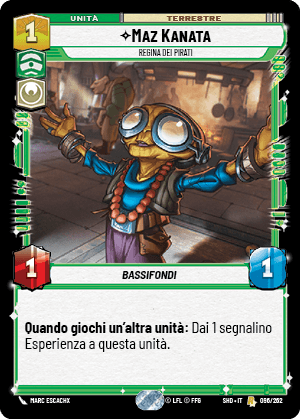 1
UNITÀ
TERRESTRE
✧MAZ KANATA
REGINA DEI PIRATI
1
1
BASSIFONDI
Quando giochi un'altra unità: Dai 1 segnalino
Esperienza a questa unità.
MARC ESCACHX
© LFL © FFG
SHD•IT
096/262